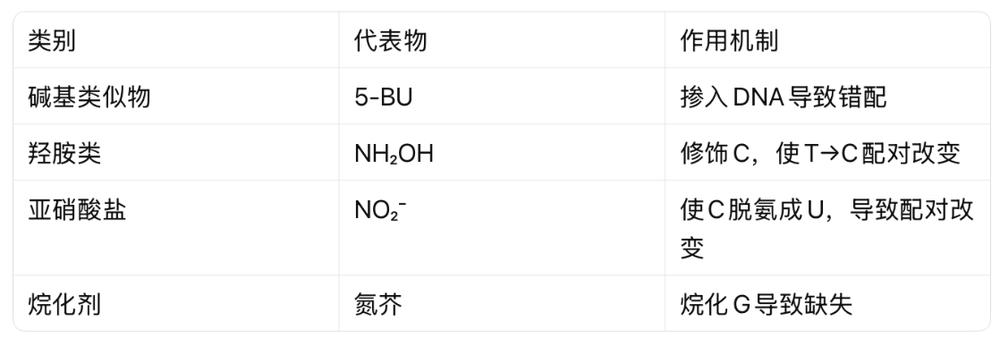 类别 代表物 作用机制
碱基类似物 5-BU 掺入DNA导致错配
羟胺类 NH₂OH 修饰C，使T→C配对改变
亚硝酸盐 NO₂⁻ 使C脱氨成U，导致配对改
变
烷化剂 氮芥 烷化G导致缺失